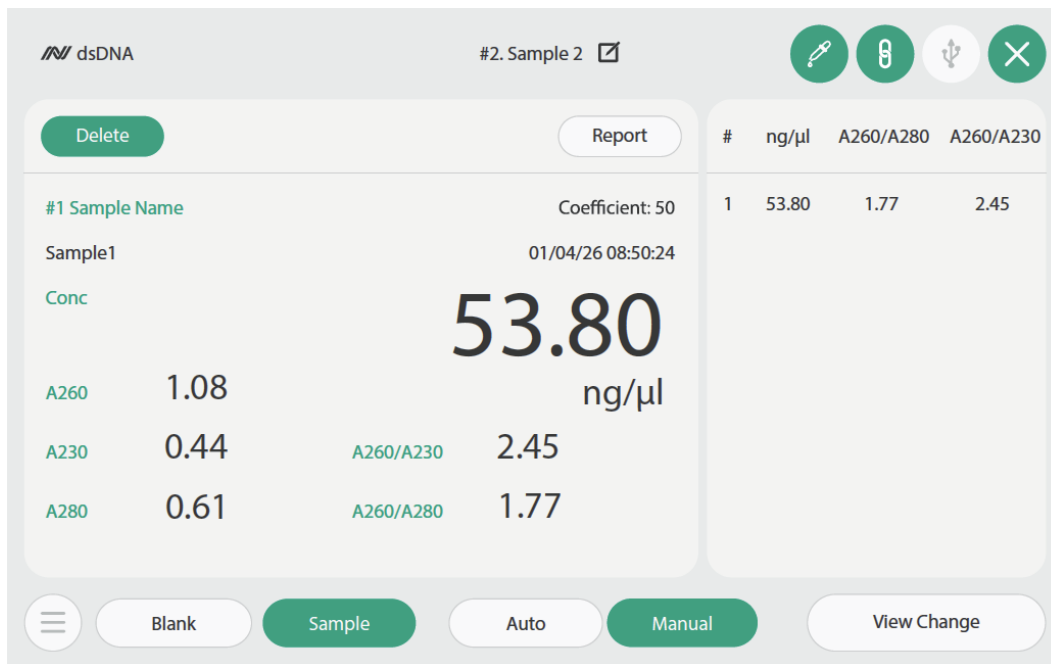 dsDNA
#2. Sample 2
Delete
Report
#1 Sample Name
Coefficient: 50
Sample1
01/04/26 08:50:24
Conc
53.80
ng/µl
A260 1.08
A230 0.44 A260/A230 2.45
A280 0.61 A260/A280 1.77
# ng/µl A260/A280 A260/A230
1 53.80 1.77 2.45
Blank Sample Auto Manual View Change